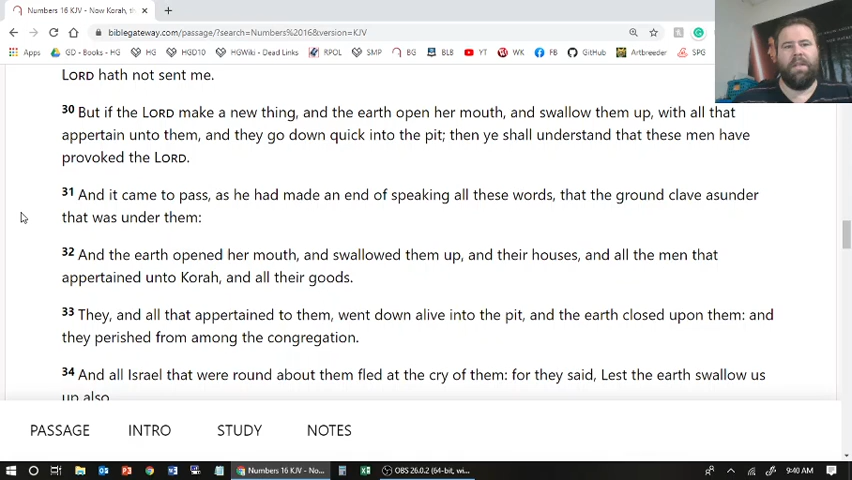 Numbers 16 KJV - Now Korah, th
biblegateway.com/passage/?search=Numbers%2016&version=KJV
Apps GD - Books - HG HG HGD10 HGWiki - Dead Links RPOL SMP BG BLB YT WK FB GitHub Artbreeder SPG
LORD hath not sent me.
30 But if the LORD make a new thing, and the earth open her mouth, and swallow them up, with all that
appertain unto them, and they go down quick into the pit; then ye shall understand that these men have
provoked the LORD.
31 And it came to pass, as he had made an end of speaking all these words, that the ground clave asunder
that was under them:
32 And the earth opened her mouth, and swallowed them up, and their houses, and all the men that
appertained unto Korah, and all their goods.
33 They, and all that appertained to them, went down alive into the pit, and the earth closed upon them: and
they perished from among the congregation.
34 And all Israel that were round about them fled at the cry of them: for they said, Lest the earth swallow us
up also
PASSAGE INTRO STUDY NOTES
Numbers 16 KJV - No... OBS 26.0.2 (64-bit, wi... 9:40 AM